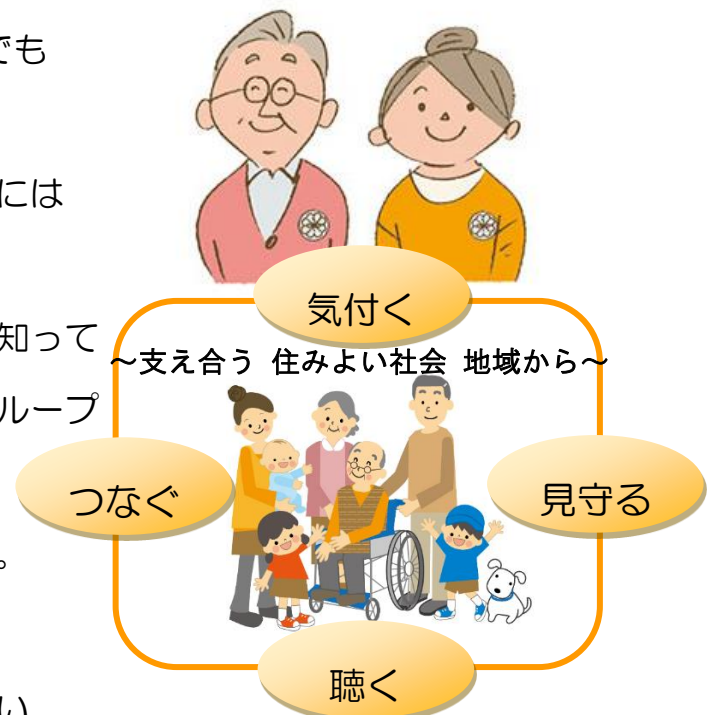 でも
には
気付く
知って
～支え合う 住みよい社会 地域から～
ループ
つなぐ
見守る
。
聴く
い